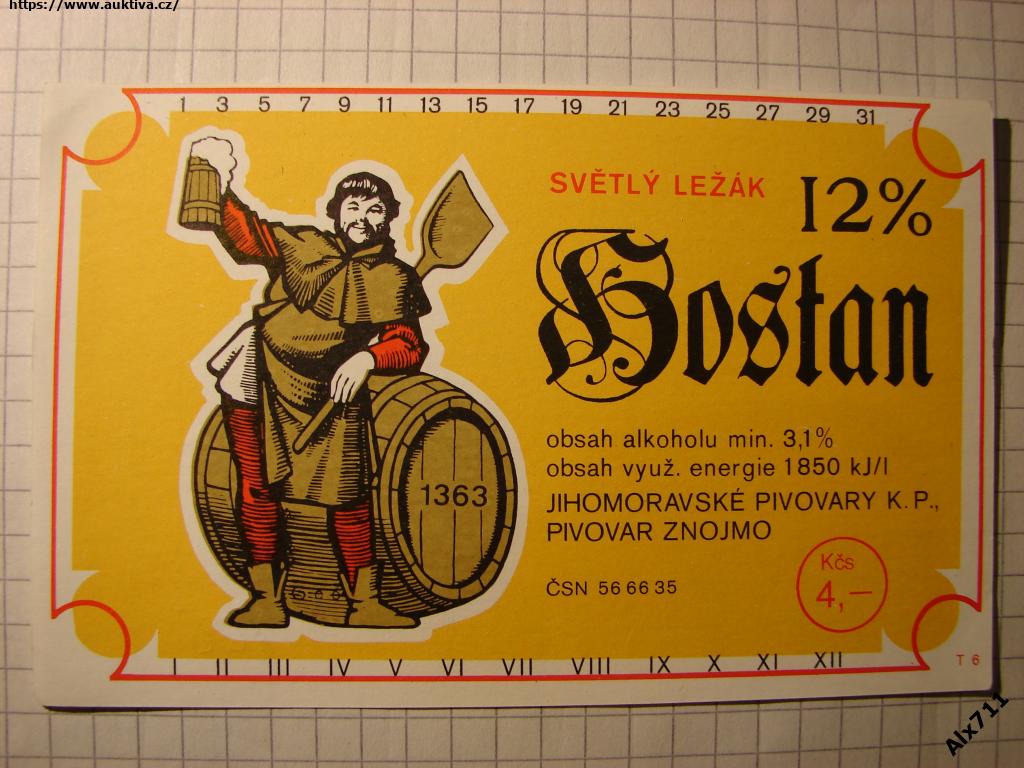 https://www.auktiva.cz/
1 3 5 7 9 11 13 15 17 19 21 23 25 27 29 31
SVĚTLÝ LEŽÁK 12%
Hostan
obsah alkoholu min. 3,1%
obsah využ. energie 1850 kJ/l
JIHOMORAVSKÉ PIVOVARY K.P.,
PIVOVAR ZNOJMO
1363
ČSN 56 66 35
Kčs
4,—
I II III IV V VI VII VIII IX X XI XII
T 6
Alx711